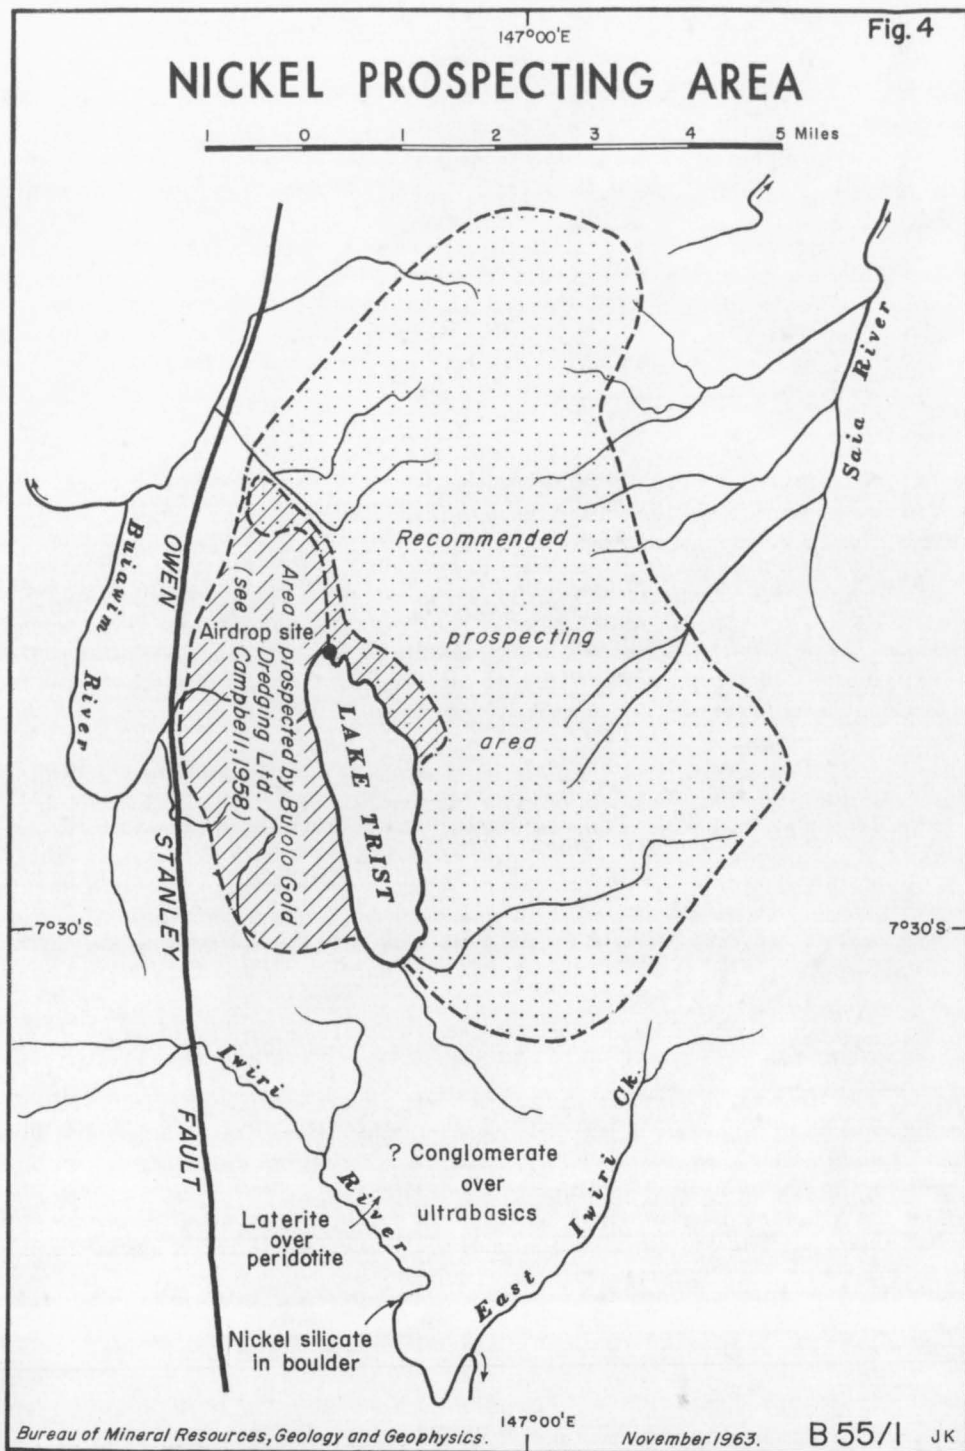 Fig. 4
147°00'E
NICKEL PROSPECTING AREA
1 0 1 2 3 4 5 Miles
Saia River
Buiawim River
OWEN STANLEY FAULT
Recommended
prospecting
area
Airdrop site
Area prospected by Bulolo Gold
Dredging Ltd.
(see Campbell, 1958)
LAKE TRIST
7°30'S
7°30'S
Iwiri River
East Iwiri Ck.
? Conglomerate
over
ultrabasics
Laterite
over
peridotite
Nickel silicate
in boulder
147°00'E
Bureau of Mineral Resources, Geology and Geophysics.
November 1963.
B 55/1
JK